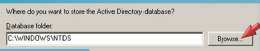 Where do you want to store the Active Directory database?
Database folder:
C:\WINDOWS\NTDS
Browse...